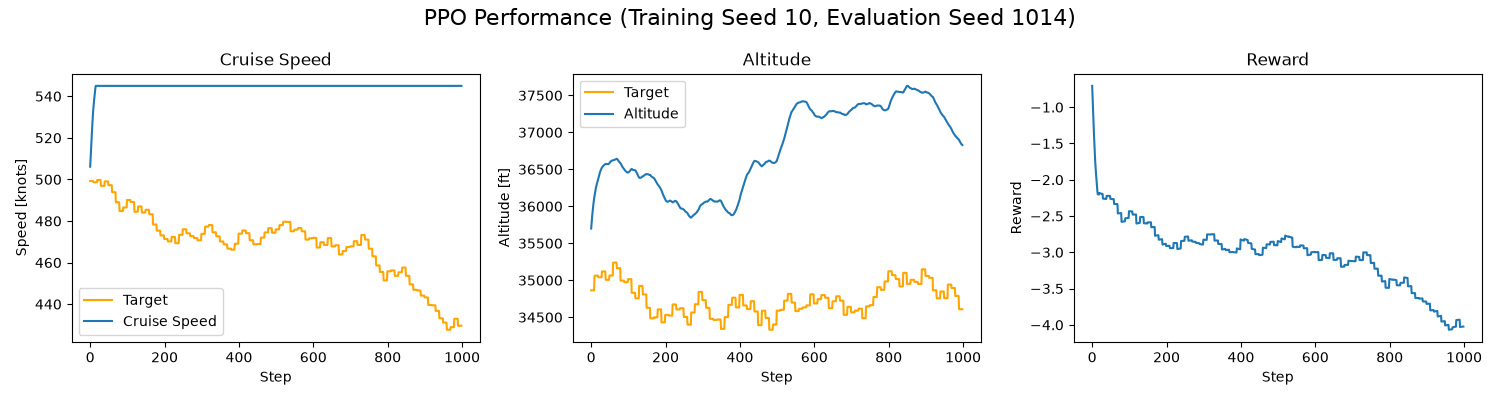 PPO Performance (Training Seed 10, Evaluation Seed 1014)
Cruise Speed
Speed [knots]
540
520
500
480
460
440
Target
Cruise Speed
0 200 400 600 800 1000
Step
Altitude
Altitude [ft]
37500
37000
36500
36000
35500
35000
34500
Target
Altitude
0 200 400 600 800 1000
Step
Reward
Reward
−1.0
−1.5
−2.0
−2.5
−3.0
−3.5
−4.0
0 200 400 600 800 1000
Step